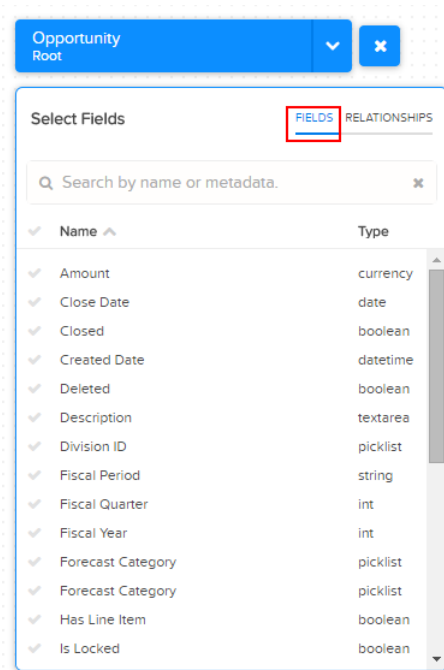 Opportunity
Root
Select Fields FIELDS RELATIONSHIPS
Search by name or metadata.
Name Type
Amount currency
Close Date date
Closed boolean
Created Date datetime
Deleted boolean
Description textarea
Division ID picklist
Fiscal Period string
Fiscal Quarter int
Fiscal Year int
Forecast Category picklist
Forecast Category picklist
Has Line Item boolean
Is Locked boolean